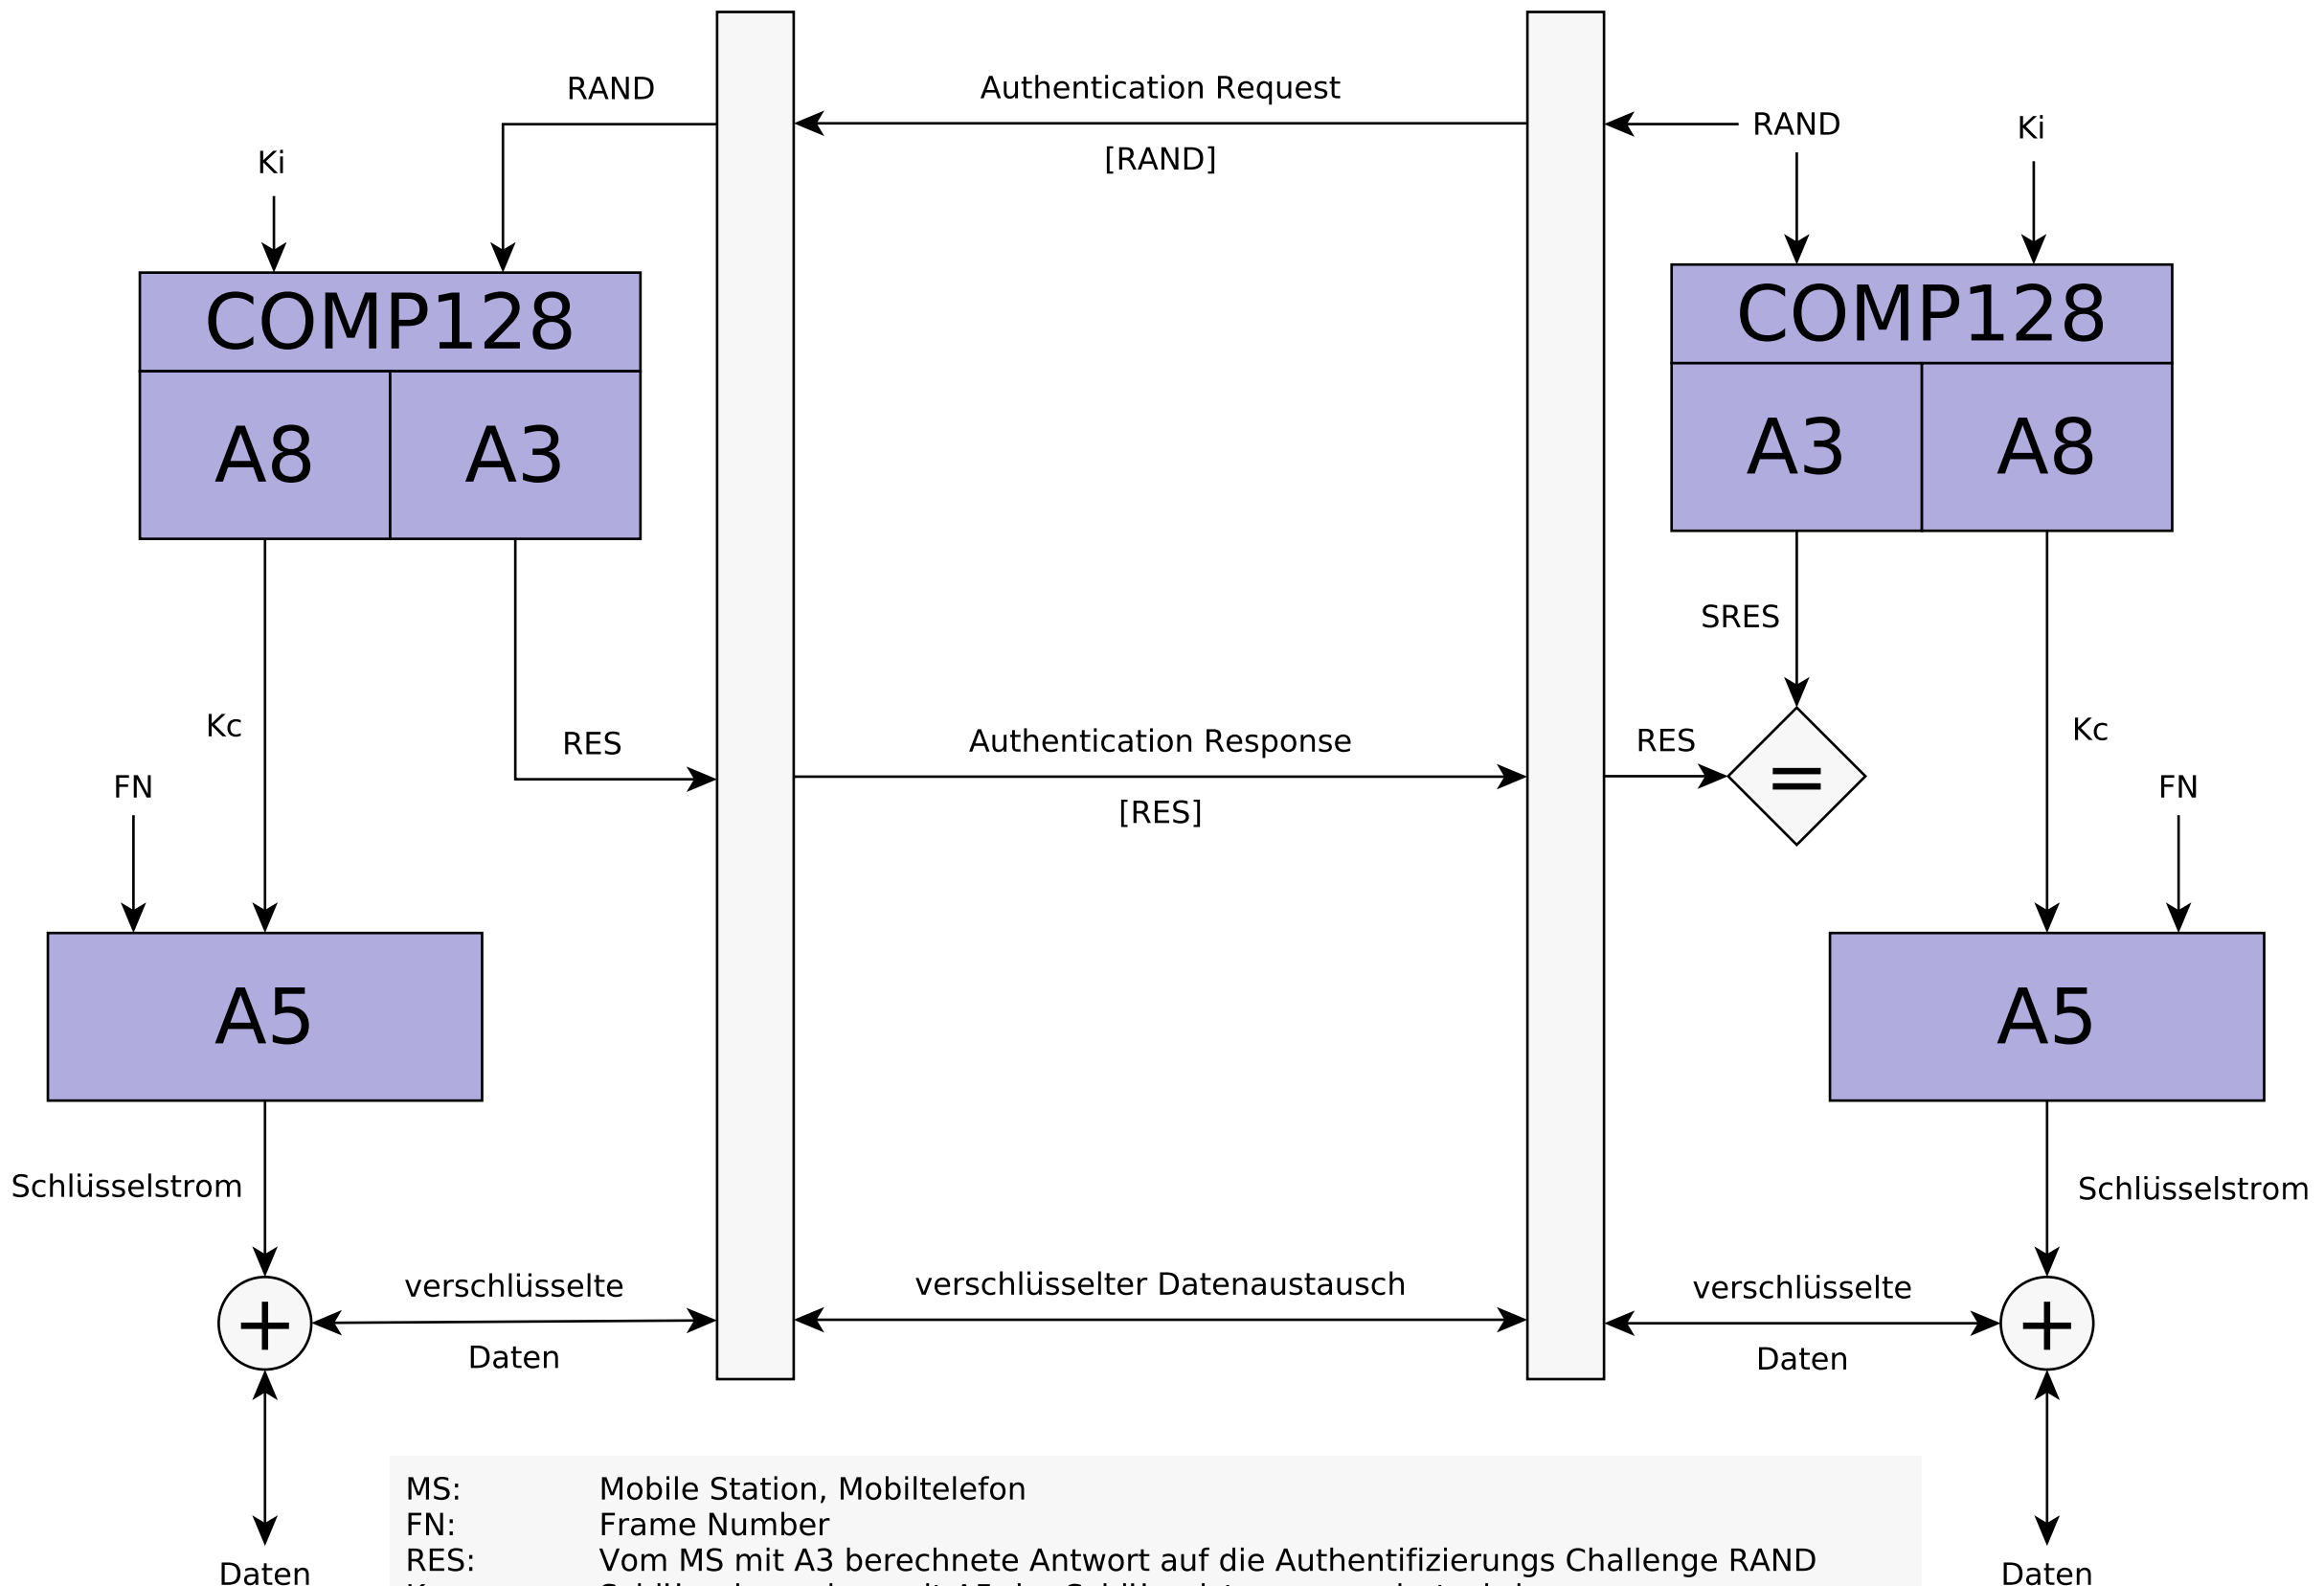 RAND
Authentication Request
RAND
Ki
Ki
[RAND]
COMP128
COMP128
A8
A3
A3
A8
SRES
Kc
RES
Authentication Response
RES
=
Kc
FN
[RES]
FN
A5
A5
Schlüsselstrom
Schlüsselstrom
verschlüsselte
verschlüsselter Datenaustausch
verschlüsselte
+
+
Daten
Daten
MS: Mobile Station, Mobiltelefon
FN: Frame Number
RES: Vom MS mit A3 berechnete Antwort auf die Authentifizierungs Challenge RAND
Daten
Daten